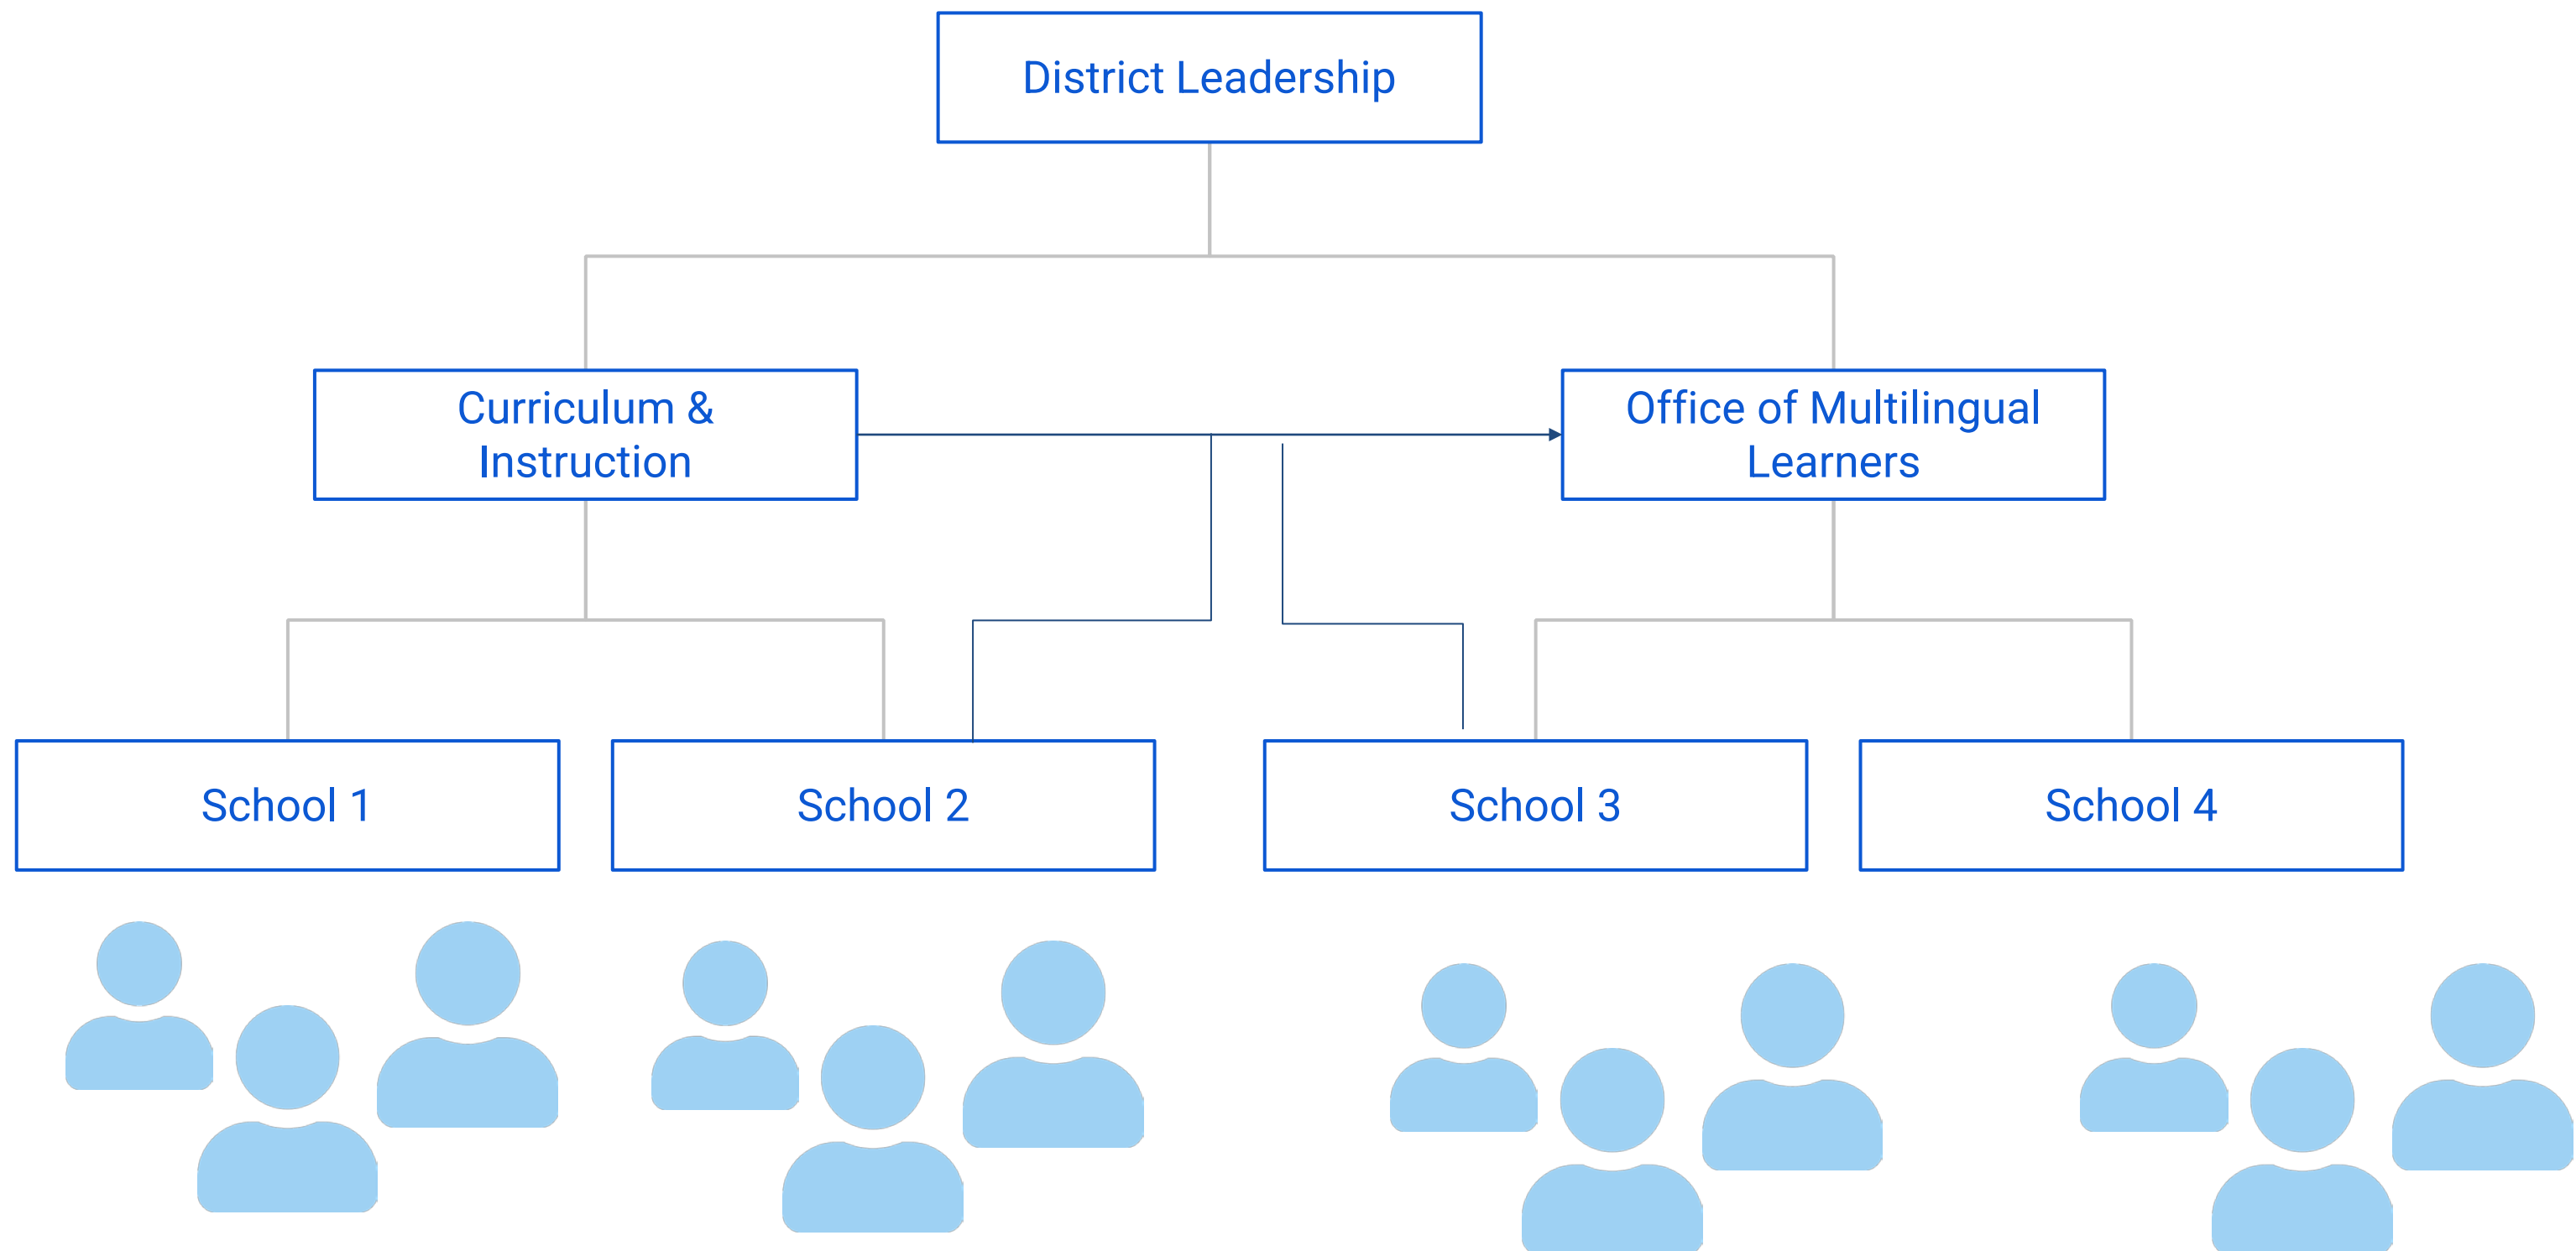 District Leadership
Curriculum &
Instruction
Office of Multilingual
Learners
School 1
School 2
School 3
School 4